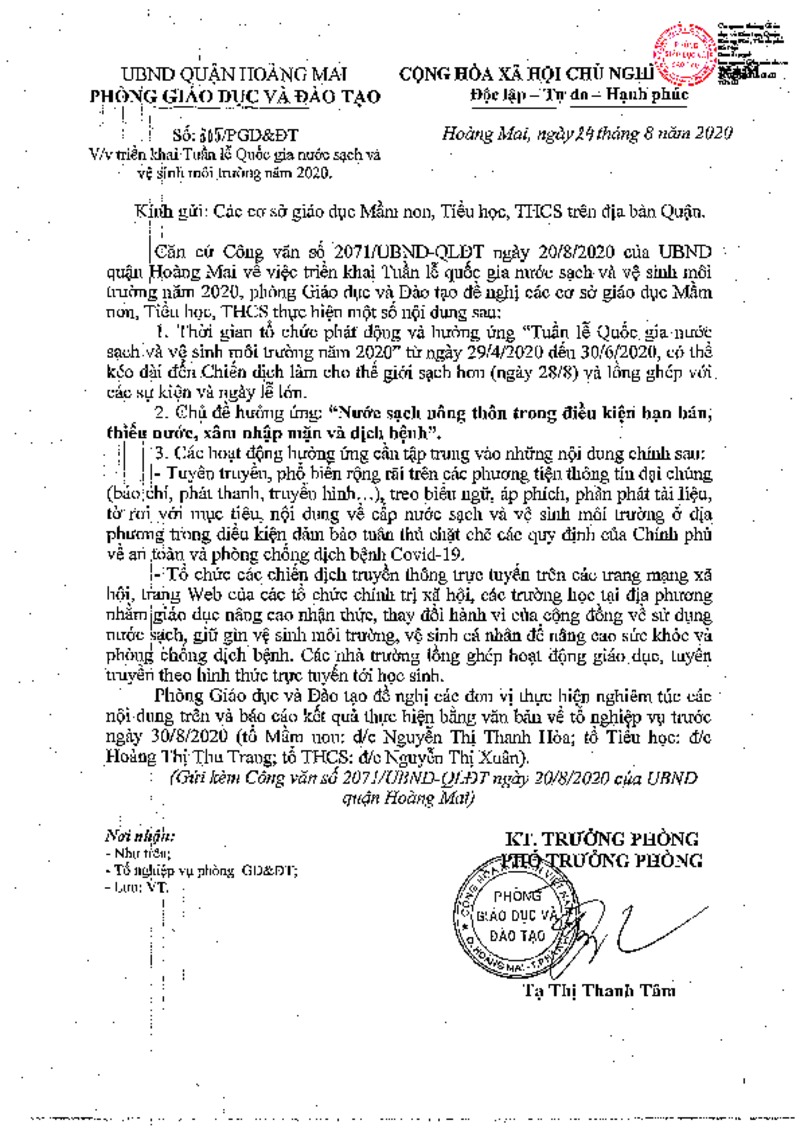 UBND QUẬN HOÀNG MAI
PHÒNG GIÁO DỤC VÀ ĐÀO TẠO
Số: 305/PGD&ĐT
V/v triển khai Tuần lễ Quốc gia nước sạch và
vệ sinh môi trường năm 2020.
CỘNG HÒA XÃ HỘI CHỦ NGHĨ
Độc lập – Tự do – Hạnh phúc
Hoàng Mai, ngày 24 tháng 8 năm 2020
Kính gửi: Các cơ sở giáo dục Mầm non, Tiểu học, THCS trên địa bàn Quận.
Căn cứ Công văn số 2071/UBND-QLĐT ngày 20/8/2020 của UBND
quận Hoàng Mai về việc triển khai Tuần lễ quốc gia nước sạch và vệ sinh môi
trường năm 2020, phòng Giáo dục và Đào tạo đề nghị các cơ sở giáo dục Mầm
non, Tiểu học, THCS thực hiện một số nội dung sau:
1. Thời gian tổ chức phát động và hưởng ứng “Tuần lễ Quốc gia nước
sạch và vệ sinh môi trường năm 2020” từ ngày 29/4/2020 đến 30/6/2020, có thể
kéo dài đến Chiến dịch làm cho thế giới sạch hơn (ngày 28/8) và lồng ghép với
các sự kiện và ngày lễ lớn.
2. Chủ đề hưởng ứng: “Nước sạch nông thôn trong điều kiện hạn hán,
thiếu nước, xâm nhập mặn và dịch bệnh”.
3. Các hoạt động hưởng ứng cần tập trung vào những nội dung chính sau:
- Tuyên truyền, phổ biến rộng rãi trên các phương tiện thông tin đại chúng
(báo chí, phát thanh, truyền hình…), treo biểu ngữ, áp phích, phân phát tài liệu,
tờ rơi với mục tiêu, nội dung về cấp nước sạch và vệ sinh môi trường ở địa
phương trong điều kiện đảm bảo tuân thủ chặt chẽ các quy định của Chính phủ
về an toàn và phòng chống dịch bệnh Covid-19.
- Tổ chức các chiến dịch truyền thông trực tuyến trên các trang mạng xã
hội, trang Web của các tổ chức chính trị xã hội, các trường học tại địa phương
nhằm giáo dục nâng cao nhận thức, thay đổi hành vi của cộng đồng về sử dụng
nước sạch, giữ gìn vệ sinh môi trường, vệ sinh cá nhân để nâng cao sức khỏe và
phòng chống dịch bệnh. Các nhà trường lồng ghép hoạt động giáo dục, tuyên
truyền theo hình thức trực tuyến tới học sinh.
Phòng Giáo dục và Đào tạo đề nghị các đơn vị thực hiện nghiêm túc các
nội dung trên và báo cáo kết quả thực hiện bằng văn bản về tổ nghiệp vụ trước
ngày 30/8/2020 (tổ Mầm non: đ/c Nguyễn Thị Thanh Hòa; tổ Tiểu học: đ/c
Hoàng Thị Thu Trang; tổ THCS: đ/c Nguyễn Thị Xuân).
(Gửi kèm Công văn số 2071/UBND-QLĐT ngày 20/8/2020 của UBND
quận Hoàng Mai)
Nơi nhận:
- Như trên;
- Tổ nghiệp vụ phòng GD&ĐT;
- Lưu: VT.
KT. TRƯỞNG PHÒNG
PHÓ TRƯỞNG PHÒNG
PHÒNG
GIÁO DỤC VÀ
ĐÀO TẠO
Tạ Thị Thanh Tâm